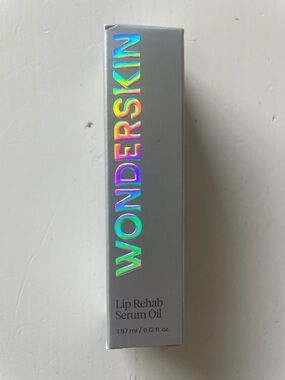 WONDERSKIN
Lip Rehab
Serum Oil
3.57 ml / 0.12 fl. oz.